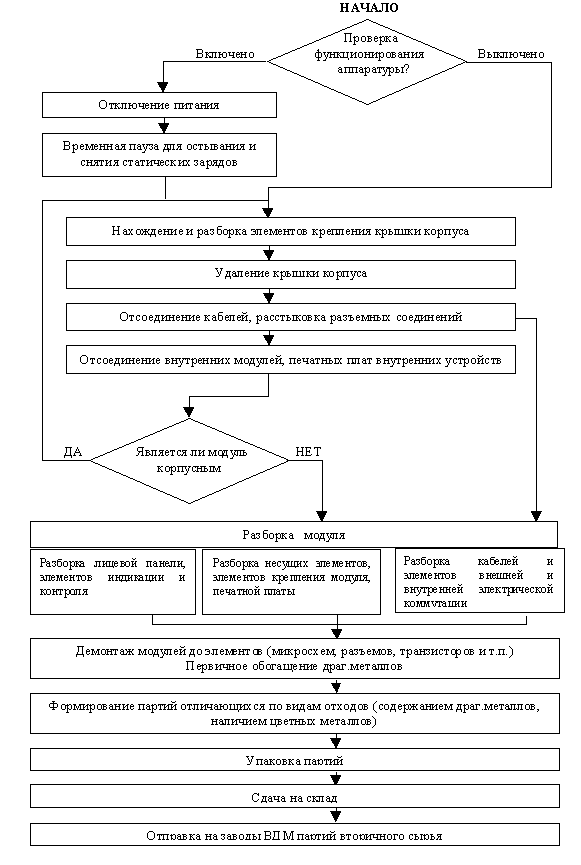 НАЧАЛО
Проверка
функционирования
аппаратуры?
Включено
Выключено
Отключение питания
Временная пауза для остывания и
снятия статических зарядов
Нахождение и разборка элементов крепления крышки корпуса
Удаление крышки корпуса
Отсоединение кабелей, расстыковка разъемных соединений
Отсоединение внутренних модулей, печатных плат внутренних устройств
ДА
Является ли модуль
корпусным
НЕТ
Разборка модуля
Разборка лицевой панели,
элементов индикации и
контроля
Разборка несущих элементов,
элементов крепления модуля,
печатной платы
Разборка кабелей и
элементов внешней и
внутренней электрической
коммутации
Демонтаж модулей до элементов (микросхем, разъемов, транзисторов и т.п.)
Первичное обогащение драг.металлов
Формирование партий отличающихся по видам отходов (содержанием драг.металлов,
наличием цветных металлов)
Упаковка партий
Сдача на склад
Отправка на заводы ВДМ партий вторичного сырья